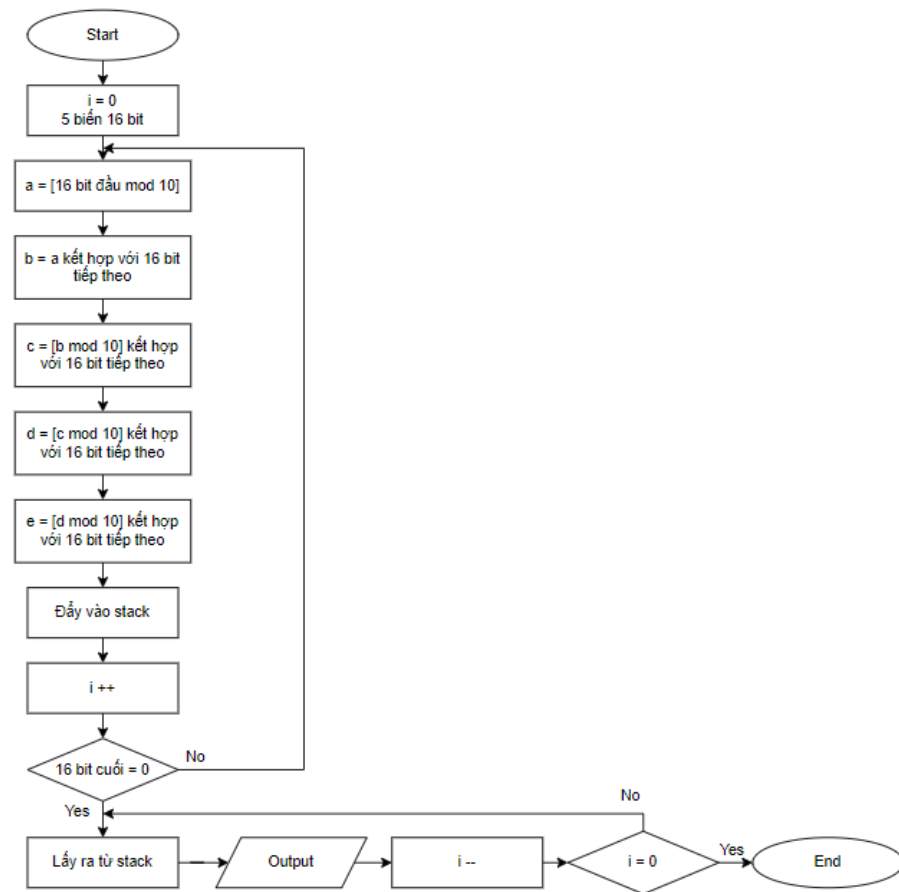 Start
i = 0
5 biến 16 bit
a = [16 bit đầu mod 10]
b = a kết hợp với 16 bit
tiếp theo
c = [b mod 10] kết hợp
với 16 bit tiếp theo
d = [c mod 10] kết hợp
với 16 bit tiếp theo
e = [d mod 10] kết hợp
với 16 bit tiếp theo
Đẩy vào stack
i ++
16 bit cuối = 0
No
Yes
No
Lấy ra từ stack
Output
i --
i = 0
Yes
End